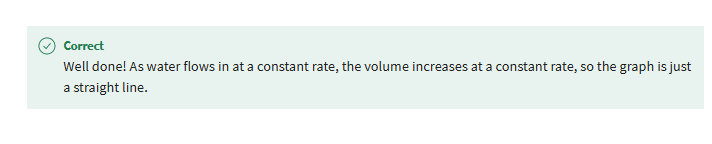 Correct
Well done! As water flows in at a constant rate, the volume increases at a constant rate, so the graph is just
a straight line.